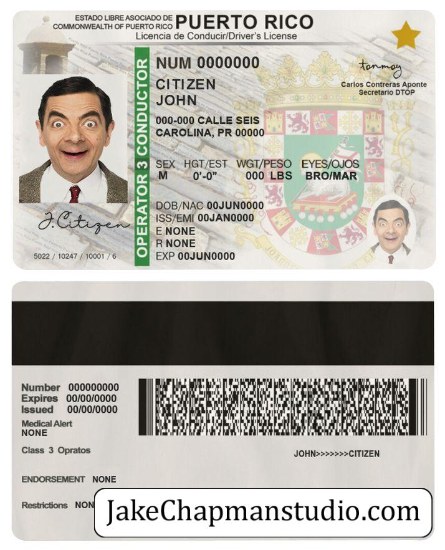 ESTADO LIBRE ASOCIADO DE
COMMONWEALTH OF PUERTO RICO
PUERTO RICO
Licencia de Conducir/Driver's License
OPERATOR 3 CONDUCTOR
NUM 0000000
CITIZEN
JOHN
000-000 CALLE SEIS
CAROLINA, PR 00000
Carlos Contreras Aponte
Secretario DTOP
SEX HGT/EST WGT/PESO EYES/OJOS
M 0'-0" 000 LBS BRO/MAR
DOB/NAC 00JUN0000
ISS/EMI 00JAN0000
E NONE
R NONE
EXP 00JUN0000
J.Citizen
5022 / 10247 / 10001 / 6
Number 000000000
Expires 00/00/0000
Issued 00/00/0000
Medical Alert
NONE
Class 3 Opratos
JOHN>>>>>>>CITIZEN
ENDORSEMENT NONE
Restrictions NON
JakeChapmanstudio.com